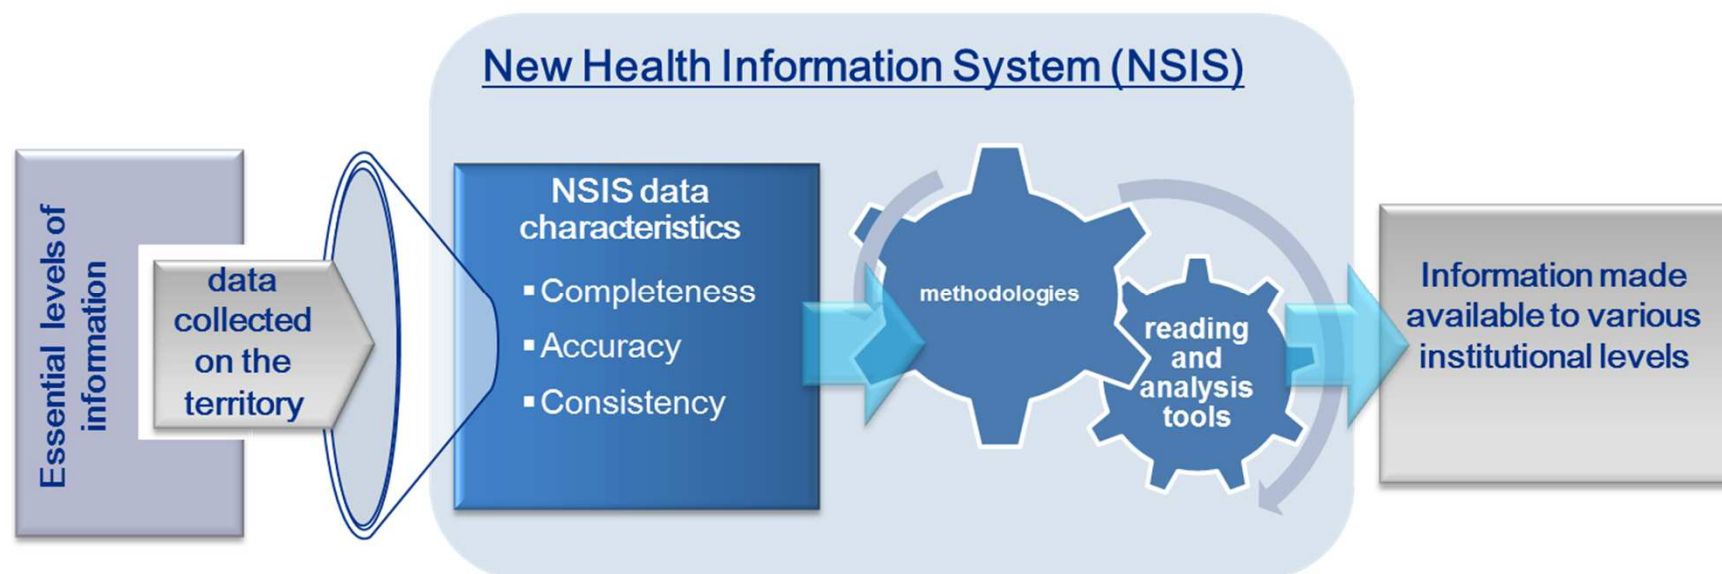 New Health Information System (NSIS)
Essential levels of
information
data
collected
on the
territory
NSIS data
characteristics
▪ Completeness
▪ Accuracy
▪ Consistency
methodologies
reading
and
analysis
tools
Information made
available to various
institutional levels